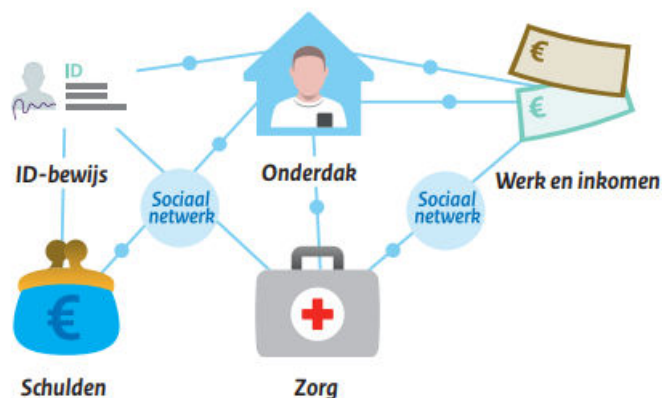 ID
€
€
ID-bewijs
Onderdak
Werk en inkomen
Sociaal
netwerk
Sociaal
netwerk
€
Schulden
Zorg